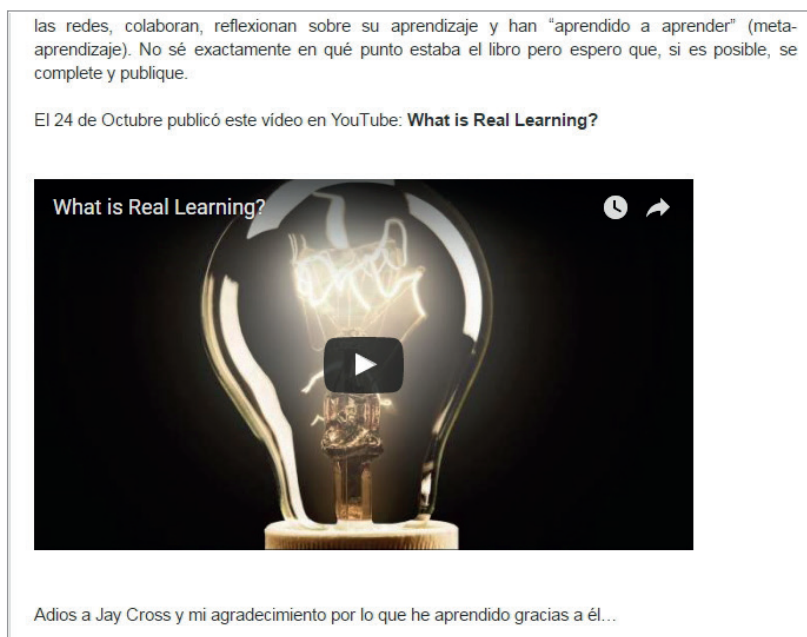 las redes, colaboran, reflexionan sobre su aprendizaje y han “aprendido a aprender” (meta-
aprendizaje). No sé exactamente en qué punto estaba el libro pero espero que, si es posible, se
complete y publique.
El 24 de Octubre publicó este vídeo en YouTube: What is Real Learning?
What is Real Learning?
Adios a Jay Cross y mi agradecimiento por lo que he aprendido gracias a él…